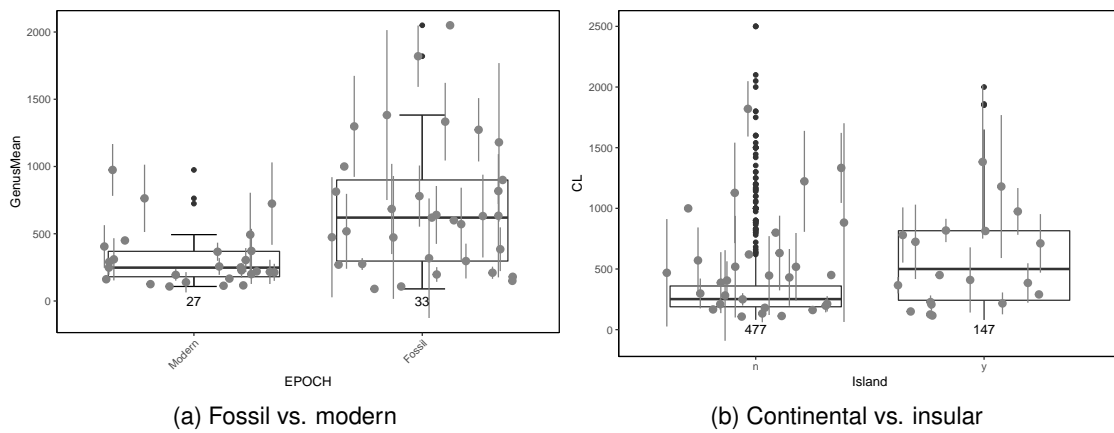 2000
1500
1000
500
0
GenusMean
27
33
Modern
Fossil
EPOCH
(a) Fossil vs. modern
2500
2000
1500
1000
500
0
CL
477
147
n
y
Island
(b) Continental vs. insular